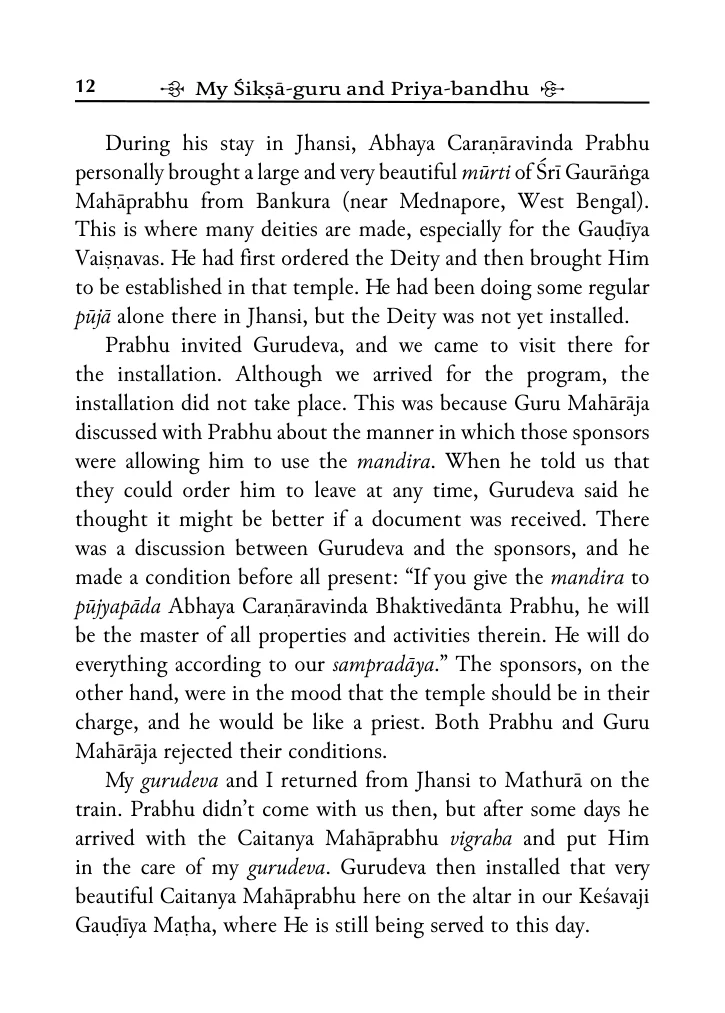 12 My Śikṣā-guru and Priya-bandhu
During his stay in Jhansi, Abhaya Caraṇāravinda Prabhu
personally brought a large and very beautiful mūrti of Śrī Gaurāṅga
Mahāprabhu from Bankura (near Mednapore, West Bengal).
This is where many deities are made, especially for the Gauḍīya
Vaiṣṇavas. He had first ordered the Deity and then brought Him
to be established in that temple. He had been doing some regular
pūjā alone there in Jhansi, but the Deity was not yet installed.
Prabhu invited Gurudeva, and we came to visit there for
the installation. Although we arrived for the program, the
installation did not take place. This was because Guru Mahārāja
discussed with Prabhu about the manner in which those sponsors
were allowing him to use the mandira. When he told us that
they could order him to leave at any time, Gurudeva said he
thought it might be better if a document was received. There
was a discussion between Gurudeva and the sponsors, and he
made a condition before all present: “If you give the mandira to
pūjyapāda Abhaya Caraṇāravinda Bhaktivedānta Prabhu, he will
be the master of all properties and activities therein. He will do
everything according to our sampradāya.” The sponsors, on the
other hand, were in the mood that the temple should be in their
charge, and he would be like a priest. Both Prabhu and Guru
Mahārāja rejected their conditions.
My gurudeva and I returned from Jhansi to Mathurā on the
train. Prabhu didn’t come with us then, but after some days he
arrived with the Caitanya Mahāprabhu vigraha and put Him
in the care of my gurudeva. Gurudeva then installed that very
beautiful Caitanya Mahāprabhu here on the altar in our Keśavaji
Gauḍīya Maṭha, where He is still being served to this day.